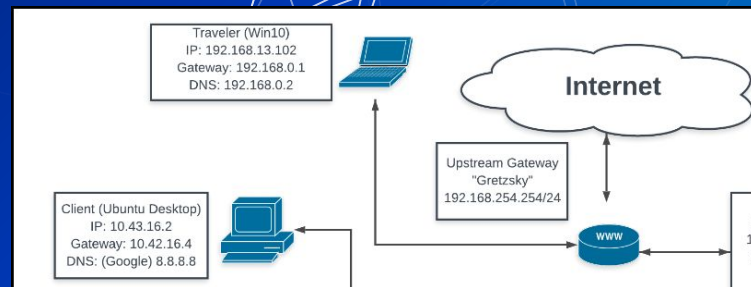 Traveler (Win10)
IP: 192.168.13.102
Gateway: 192.168.0.1
DNS: 192.168.0.2
Internet
Upstream Gateway
"Gretzsky"
192.168.254.254/24
Client (Ubuntu Desktop)
IP: 10.43.16.2
Gateway: 10.42.16.4
DNS: (Google) 8.8.8.8
WWW
1